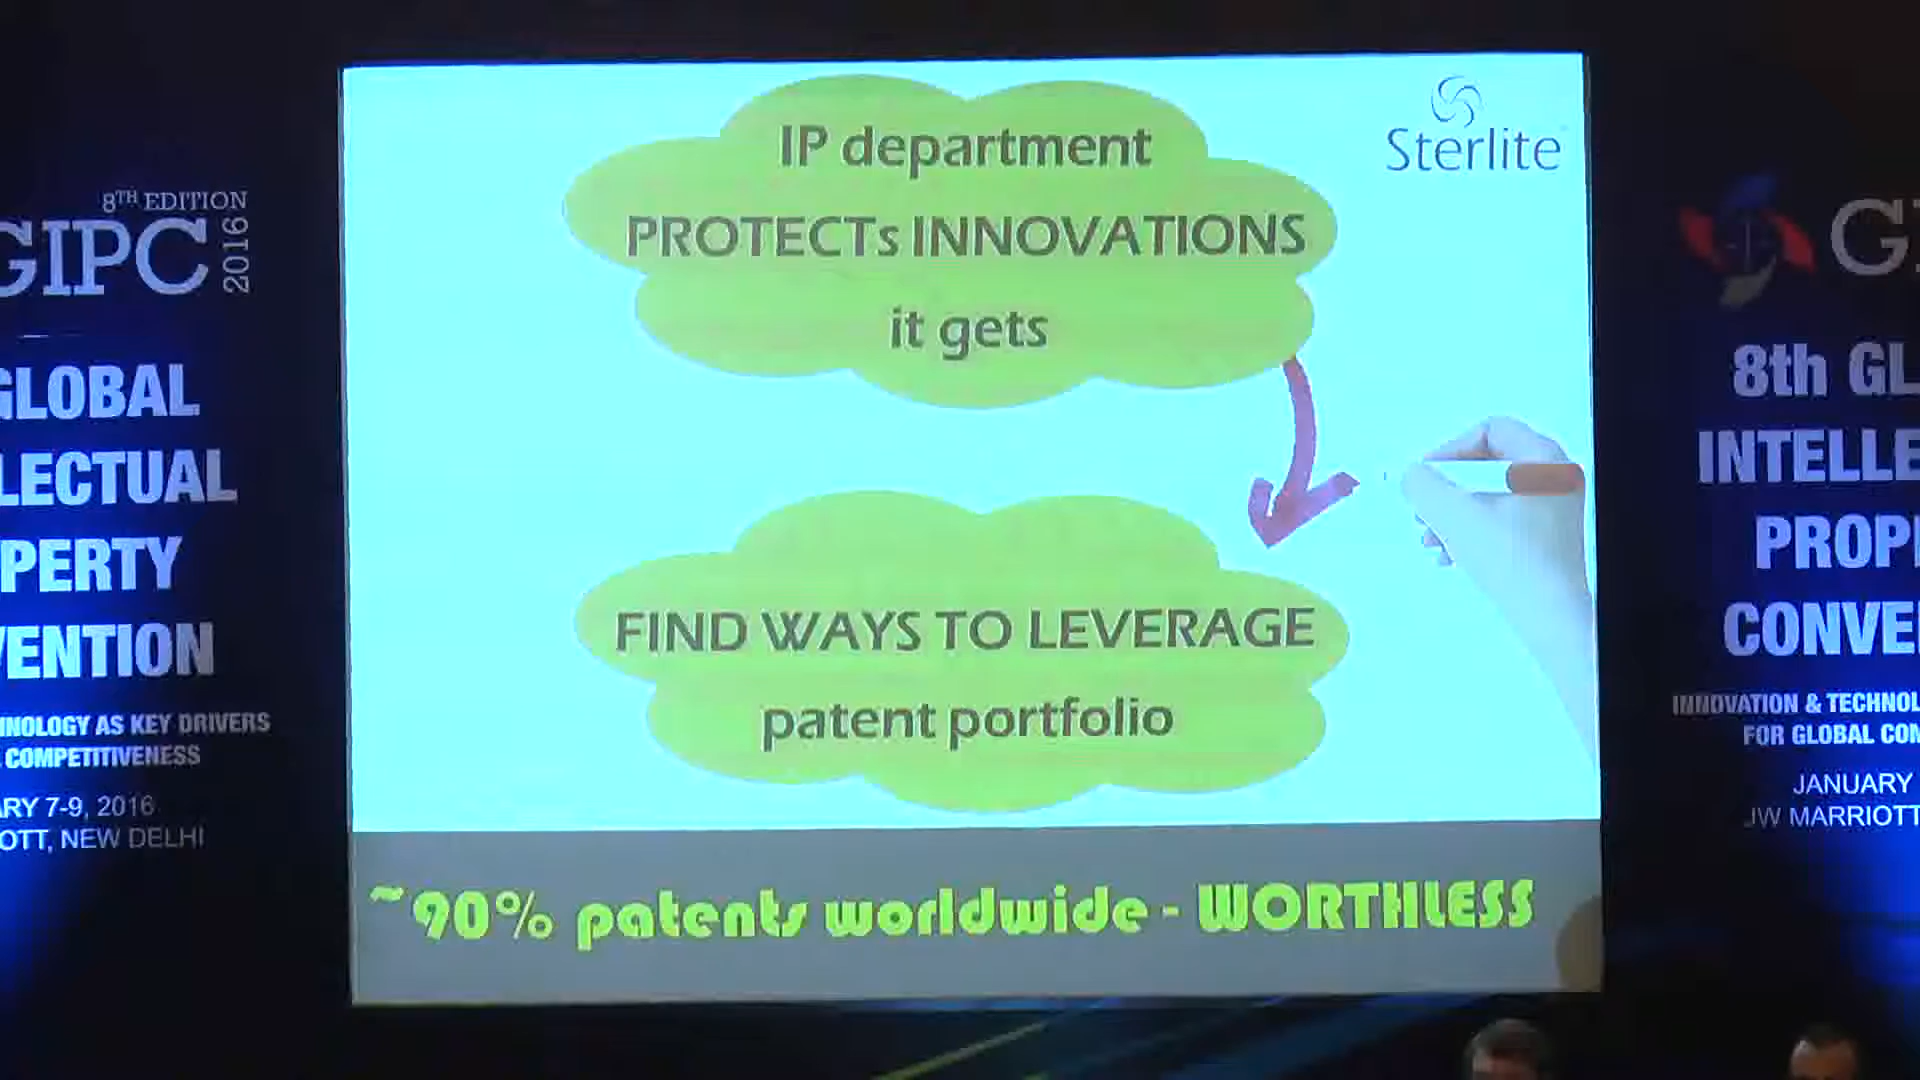 8TH EDITION
GIPC
2016
GLOBAL
LECTUAL
PERTY
VENTION
NOLOGY AS KEY DRIVERS
COMPETITIVENESS
ARY 7-9, 2016
OTT, NEW DELHI
IP department
PROTECTs INNOVATIONS
it gets
Sterlite
FIND WAYS TO LEVERAGE
patent portfolio
~90% patents worldwide - WORTHLESS
G
8th GL
INTELLE
PROP
CONVE
INNOVATION & TECHNOL
FOR GLOBAL COM
JANUARY
JW MARRIOTT